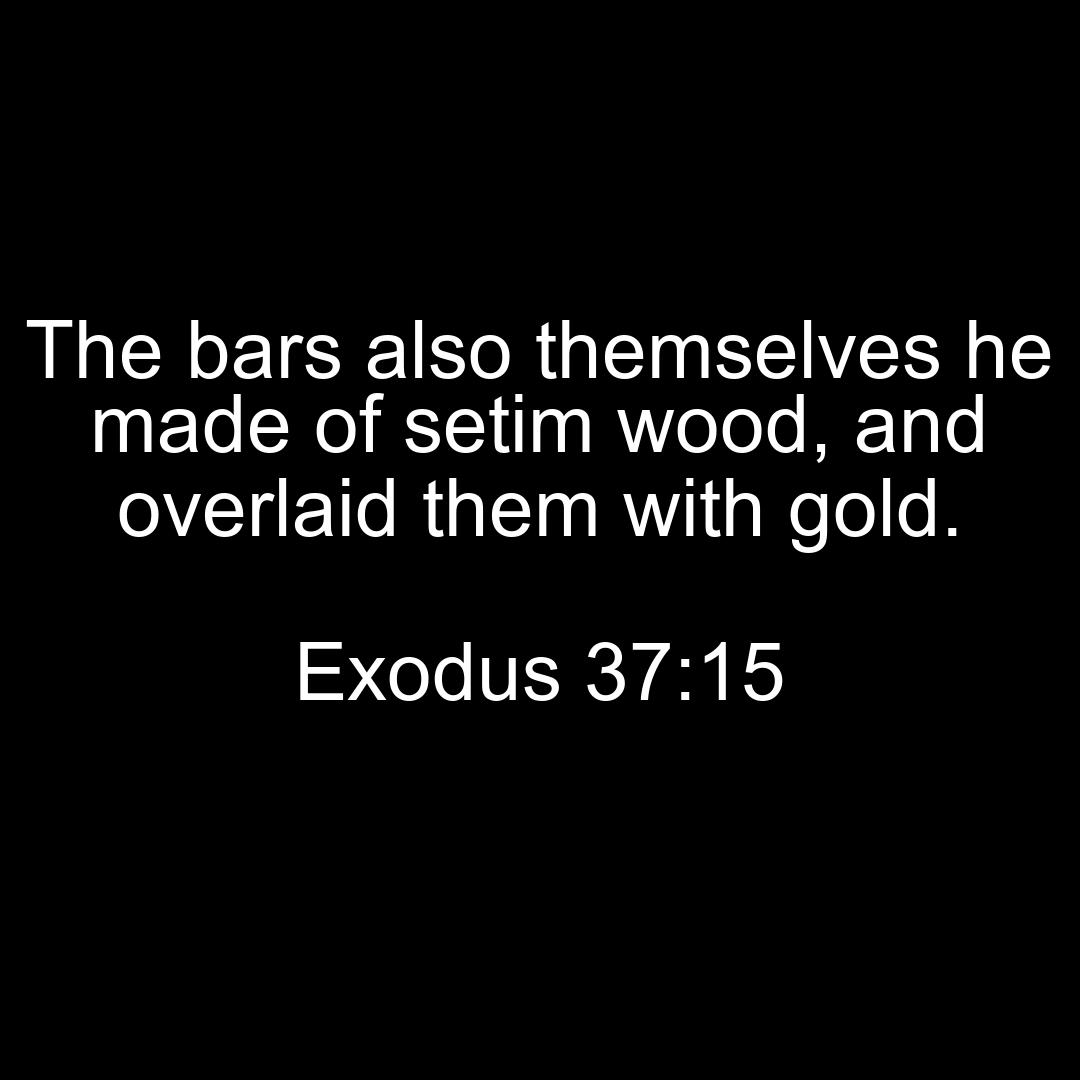 The bars also themselves he
made of setim wood, and
overlaid them with gold.
Exodus 37:15